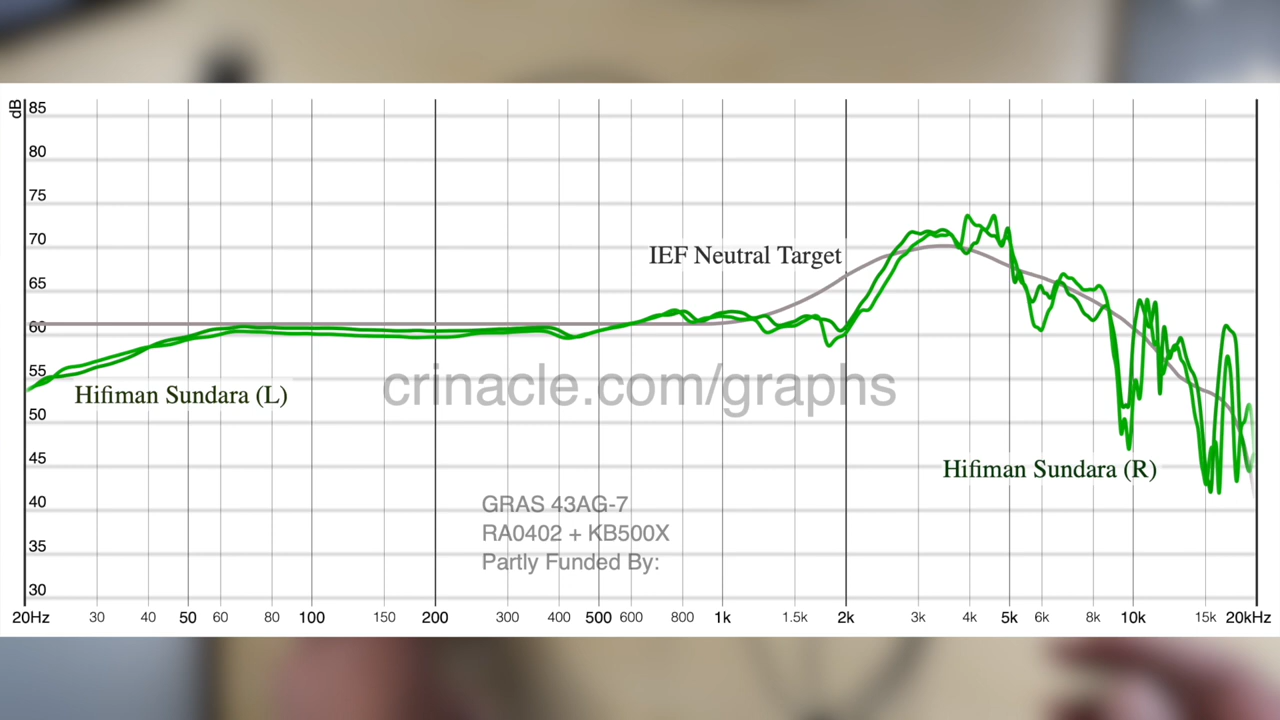 dB
85
80
75
70
65
60
55
50
45
40
35
30
IEF Neutral Target
Hifiman Sundara (L)
crinacle.com/graphs
Hifiman Sundara (R)
GRAS 43AG-7
RA0402 + KB500X
Partly Funded By:
20Hz 30 40 50 60 80 100 150 200 300 400 500 600 800 1k 1.5k 2k 3k 4k 5k 6k 8k 10k 15k 20kHz